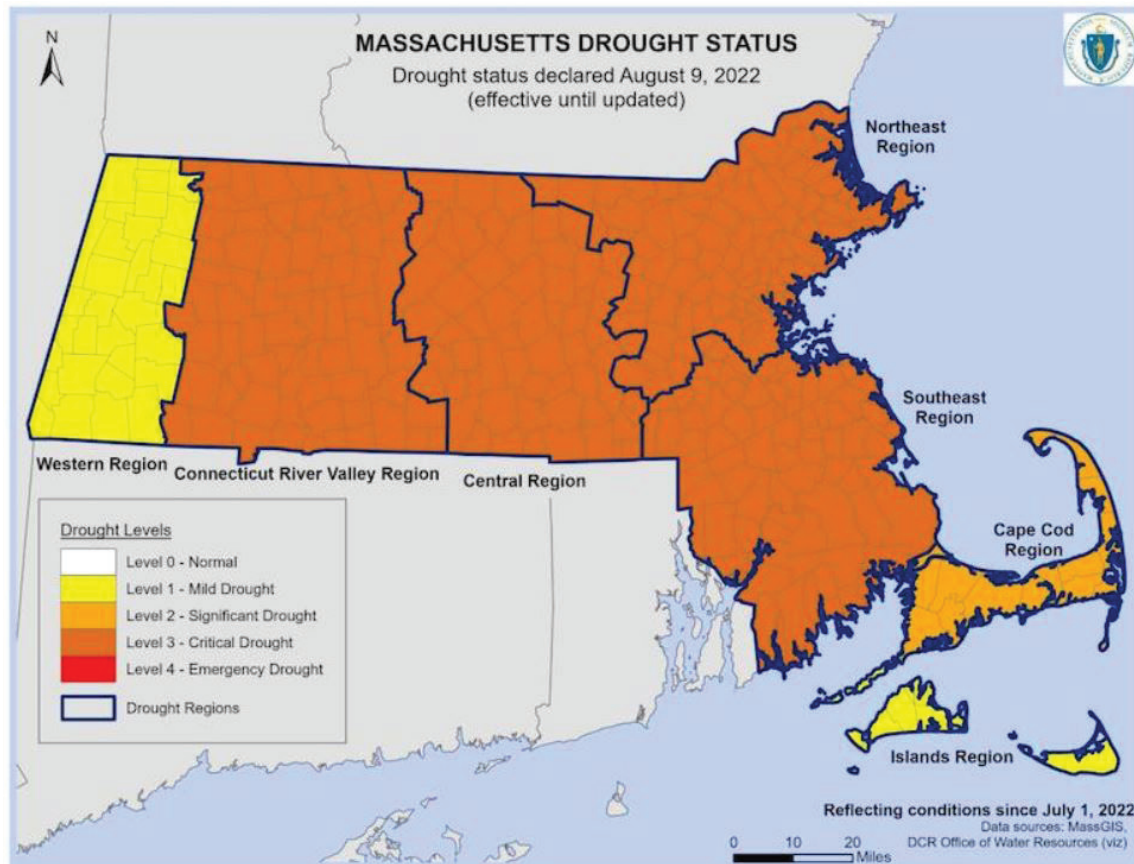 N
MASSACHUSETTS DROUGHT STATUS
Drought status declared August 9, 2022
(effective until updated)
Northeast
Region
Southeast
Region
Western Region
Connecticut River Valley Region
Central Region
Cape Cod
Region
Drought Levels
Level 0 - Normal
Level 1 - Mild Drought
Level 2 - Significant Drought
Level 3 - Critical Drought
Level 4 - Emergency Drought
Drought Regions
Islands Region
Reflecting conditions since July 1, 2022
Data sources: MassGIS,
DCR Office of Water Resources (viz)
0 10 20
Miles